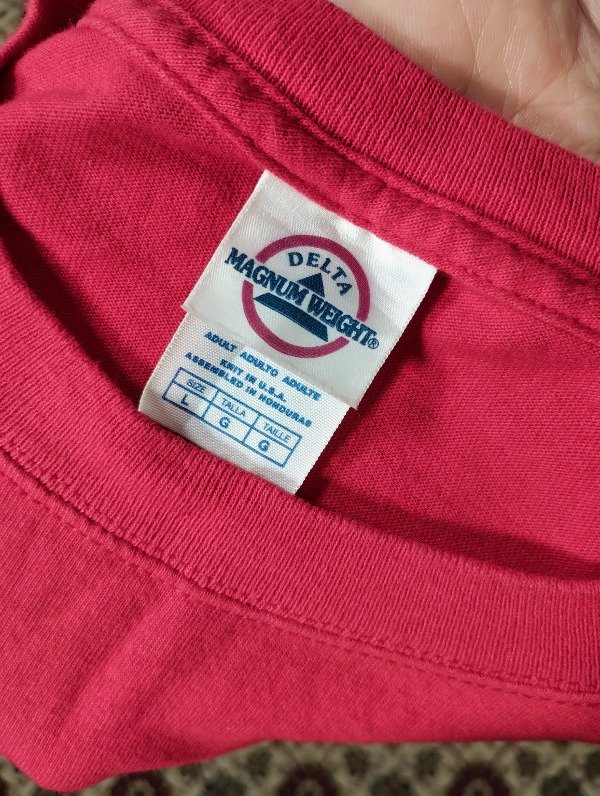 DELTA
MAGNUM WEIGHT®
ADULT ADULTO ADULTE
KNIT IN U.S.A.
ASSEMBLED IN HONDURAS
SIZE TALLA TAILLE
L G G